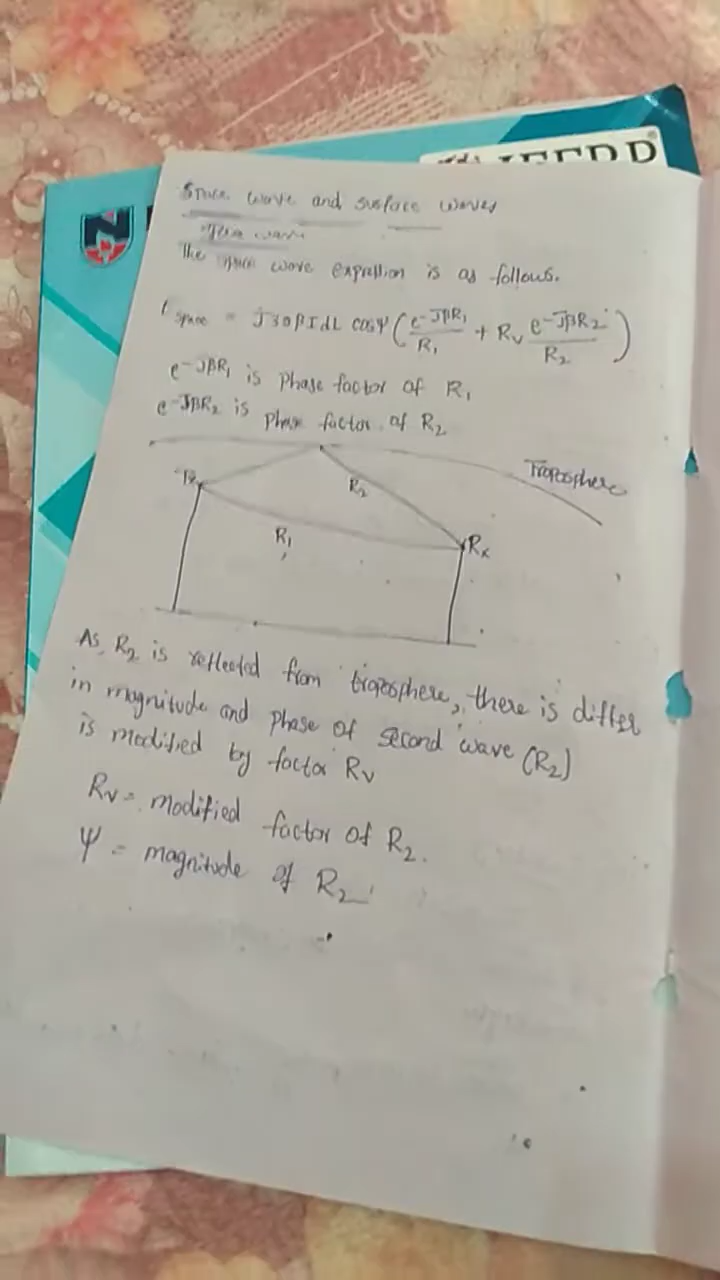 Space wave and surface waves
The space wave expression is as follows.
space = J30βIdL cosΨ(e^-JβR1/R1 + Rv e^-JβR2/R2)
e^-JβR1 is Phase factor of R1
e^-JβR2 is Phase factor of R2
Troposphere
R2
R1
Rx
As R2 is reflected from troposphere, there is differ
in magnitude and phase of second wave (R2)
is modified by factor Rv
Rv = modified factor of R2.
Ψ = magnitude of R2
N